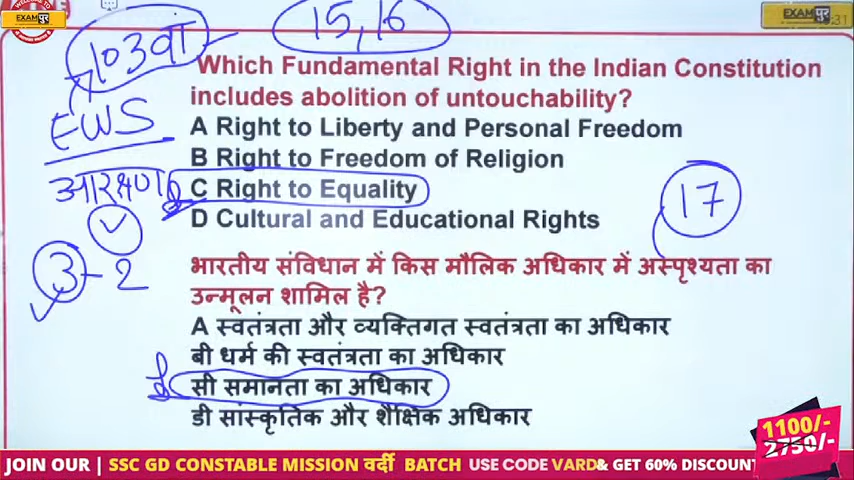 WELCOME TO
EXAMपुर
EXAMपुर
103वां
15,16
EWS
आरक्षण
3-2
17
Which Fundamental Right in the Indian Constitution
includes abolition of untouchability?
A Right to Liberty and Personal Freedom
B Right to Freedom of Religion
C Right to Equality
D Cultural and Educational Rights
भारतीय संविधान में किस मौलिक अधिकार में अस्पृश्यता का
उन्मूलन शामिल है?
A स्वतंत्रता और व्यक्तिगत स्वतंत्रता का अधिकार
बी धर्म की स्वतंत्रता का अधिकार
सी समानता का अधिकार
डी सांस्कृतिक और शैक्षिक अधिकार
1100/-
2750/-
JOIN OUR | SSC GD CONSTABLE MISSION वर्दी BATCH USE CODE VARD& GET 60% DISCOUNT